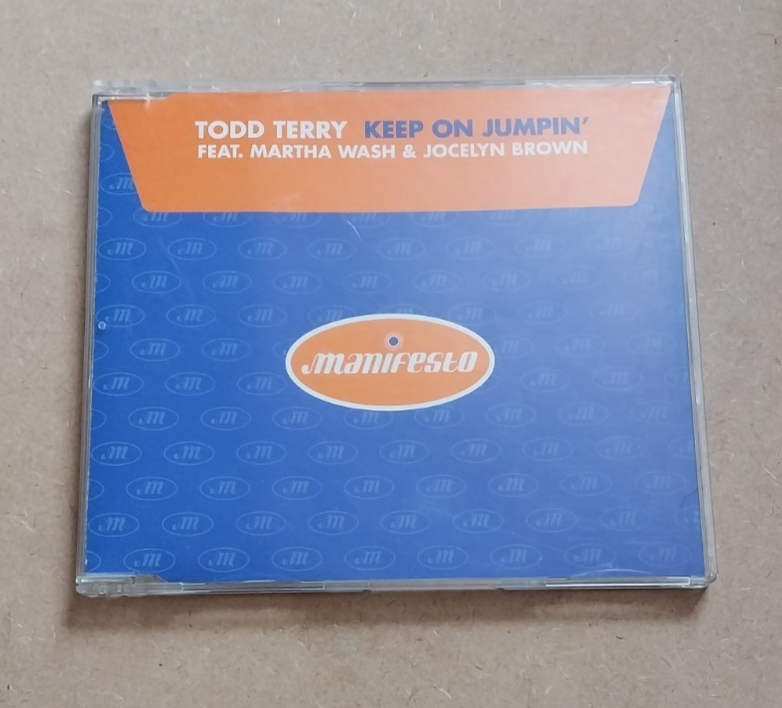 TODD TERRY KEEP ON JUMPIN'
FEAT. MARTHA WASH & JOCELYN BROWN
manifesto